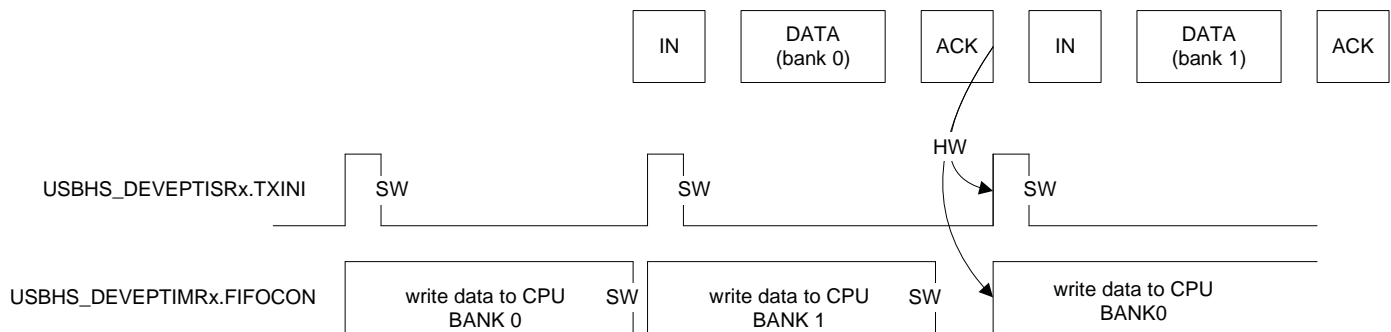 IN
DATA
(bank 0)
ACK
IN
DATA
(bank 1)
ACK
HW
USBHS_DEVEPTISRx.TXINI
SW
SW
SW
USBHS_DEVEPTIMRx.FIFOCON
write data to CPU
BANK 0
SW
write data to CPU
BANK 1
SW
write data to CPU
BANK0